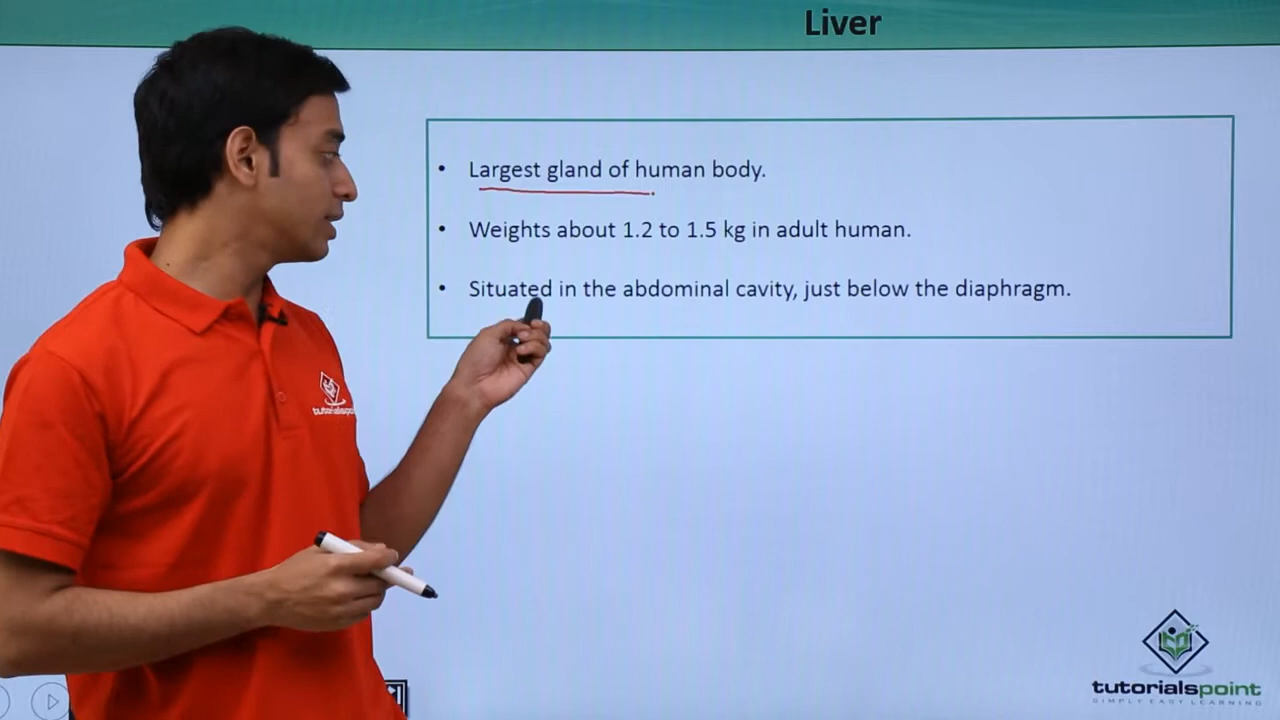 Liver
• Largest gland of human body.
• Weights about 1.2 to 1.5 kg in adult human.
• Situated in the abdominal cavity, just below the diaphragm.
tutorialspoint
tutorialspoint
SIMPLY EASY LEARNING